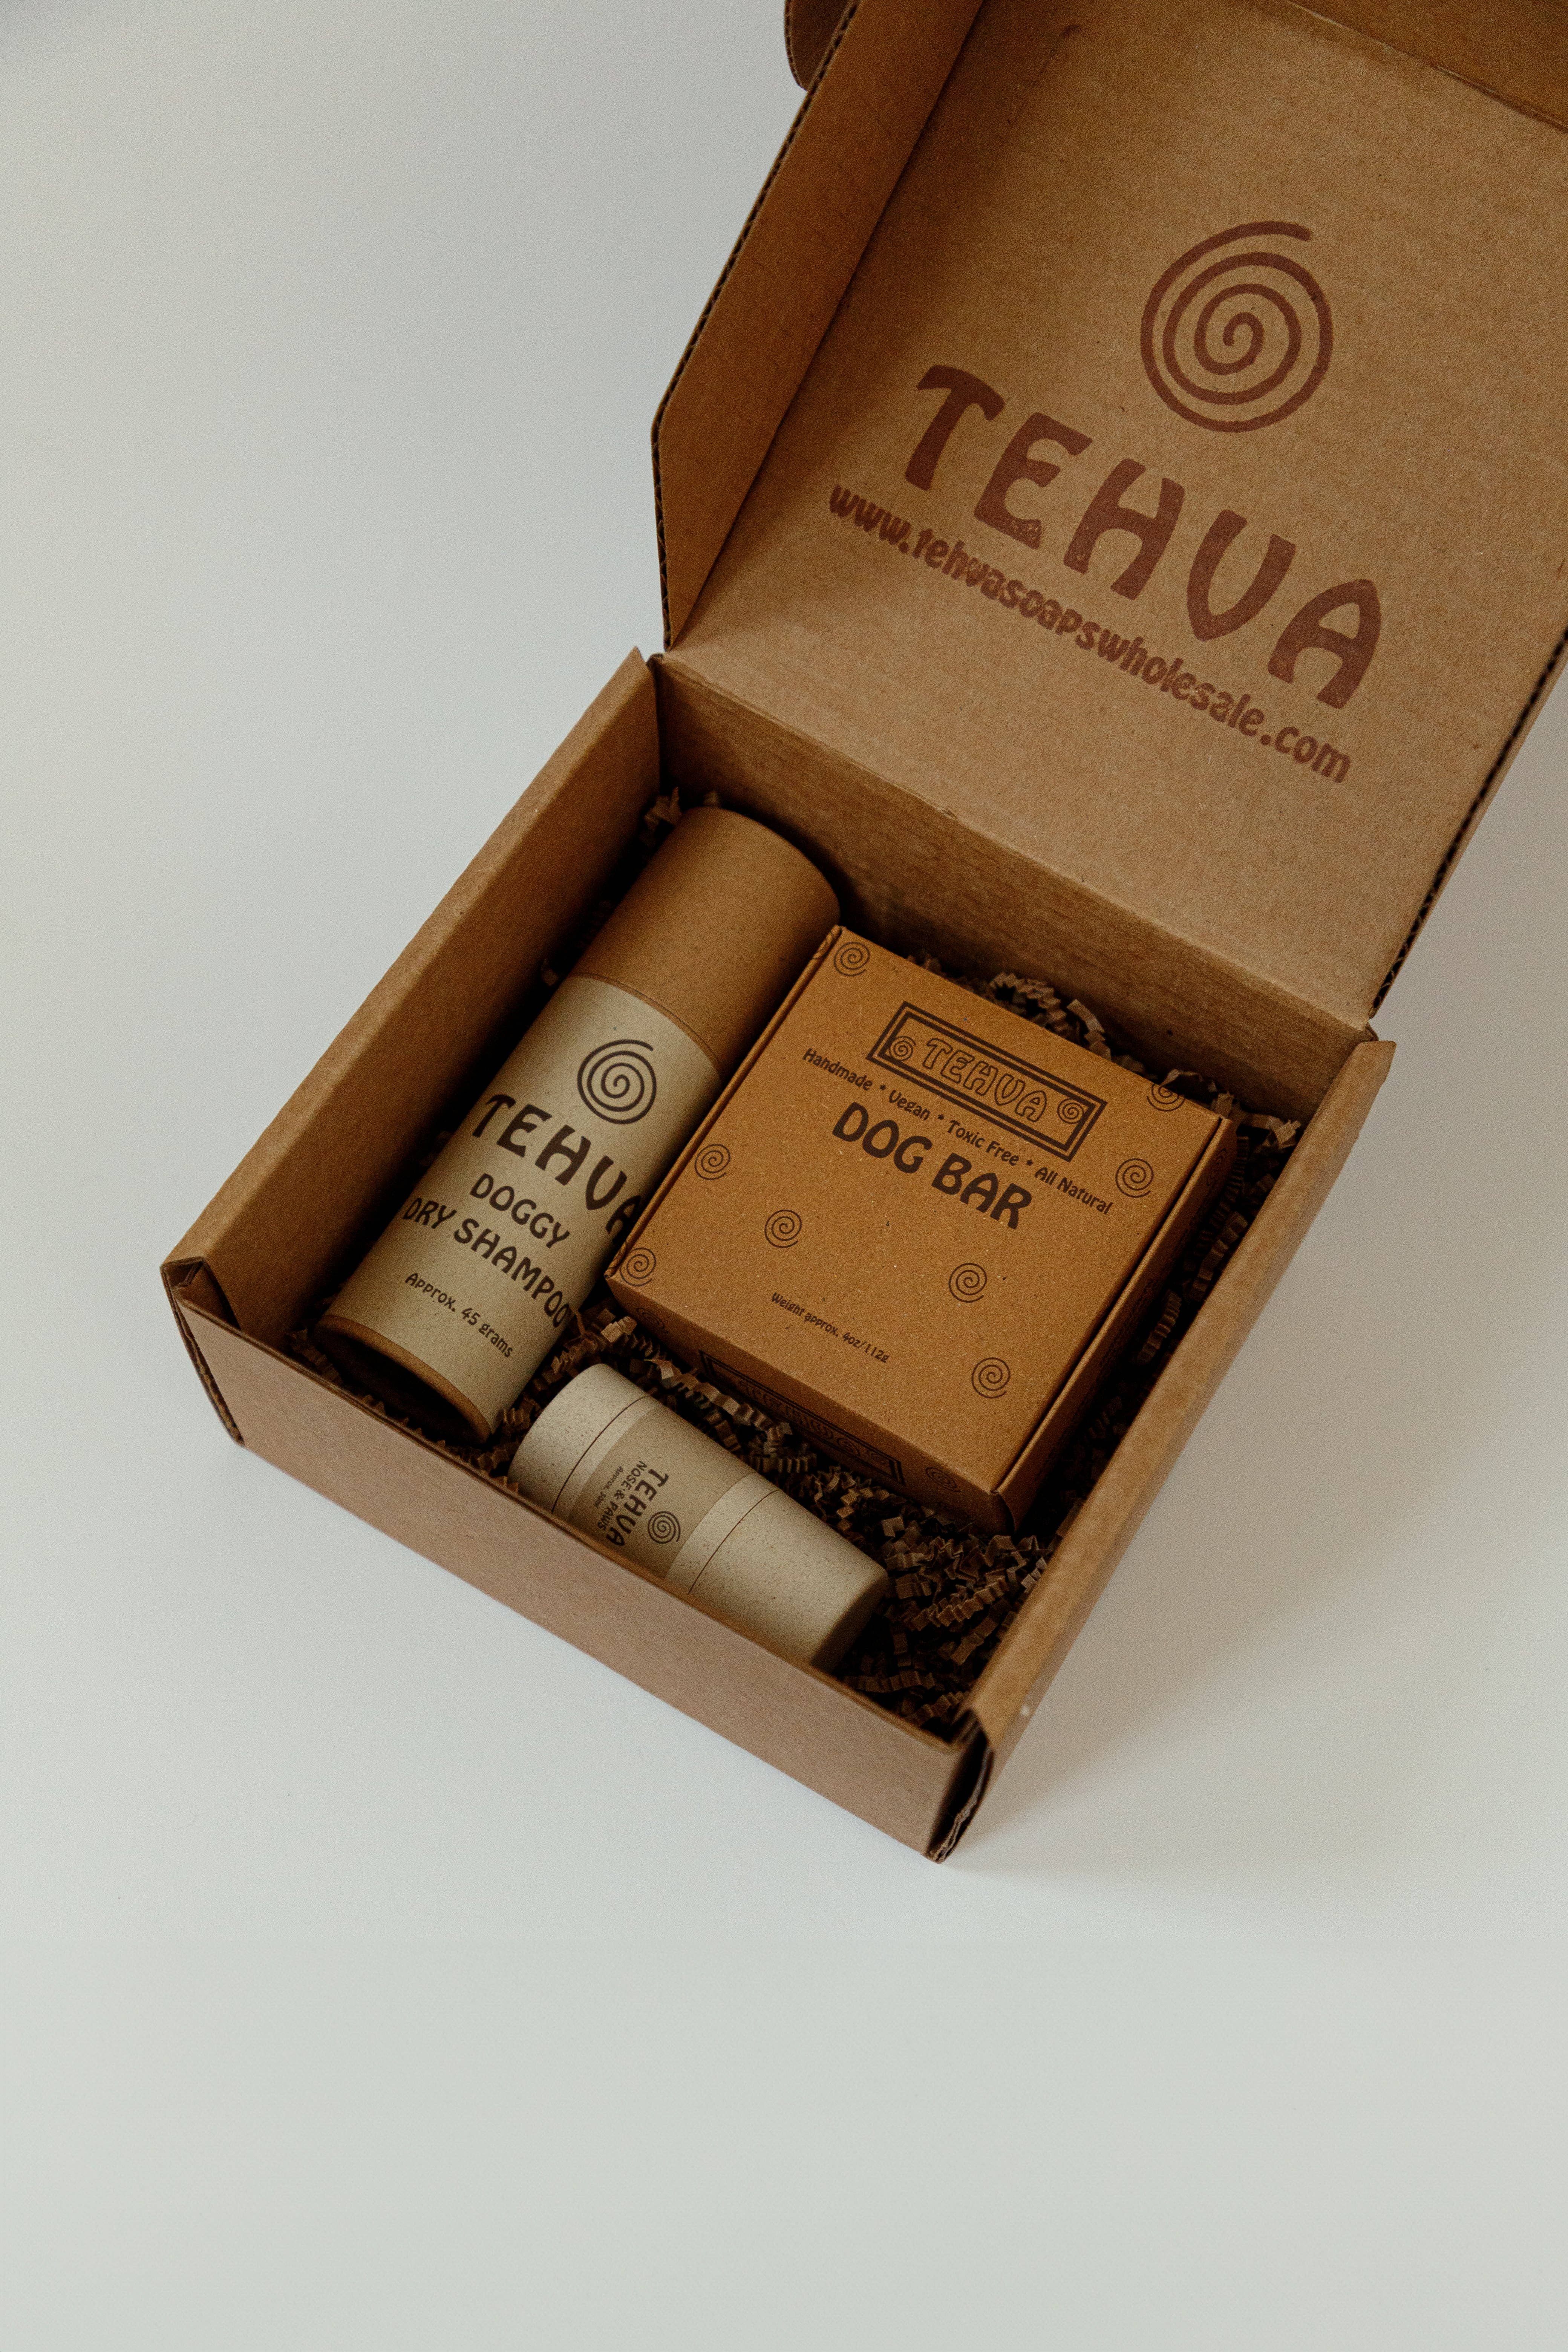 TEHVA
www.tehvasoapswholesale.com
TEHVA
DOGGY
DRY SHAMPOO
Approx. 45 grams
TEHVA
Handmade * Vegan * Toxic Free * All Natural
DOG BAR
Weight approx. 4oz/112g
TEHVA
NOSE & PAWS